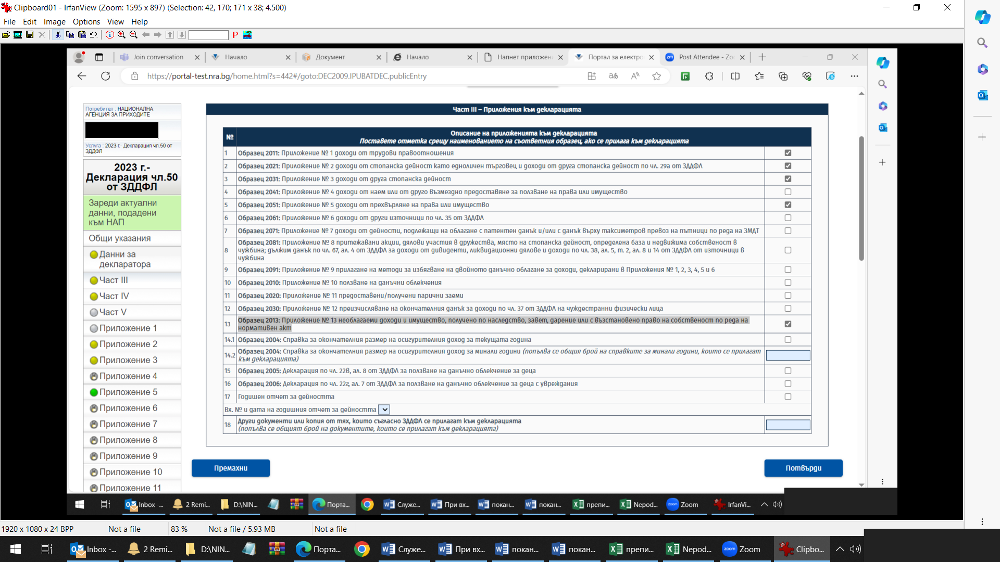 Clipboard01 - IrfanView (Zoom: 1595 x 897) (Selection: 42, 170; 171 x 38; 4.500)
File Edit Image Options View Help
Join conversation
Начало
Документ
Начало
Напнет приложен
Портал за електро
Post Attendee - Zo
https://portal-test.nra.bg/home.html?s=442#/goto:DEC2009.IPUBATDEC.publicEntry
Потребител : НАЦИОНАЛНА
АГЕНЦИЯ ЗА ПРИХОДИТЕ
Услуга : 2023 г.- Декларация чл.50 от
ЗДДФЛ
2023 г.-
Декларация чл.50
от ЗДДФЛ
Зареди актуални
данни, подадени
към НАП
Общи указания
Данни за
декларатора
Част III
Част IV
Част V
Приложение 1
Приложение 2
Приложение 3
Приложение 4
Приложение 5
Приложение 6
Приложение 7
Приложение 8
Приложение 9
Приложение 10
Приложение 11
Част III – Приложения към декларацията
№ Описание на приложенията към декларацията
Поставете отметка срещу наименованието на съответния образец, ако се прилага към декларацията
1 Образец 2011: Приложение № 1 доходи от трудови правоотношения
2 Образец 2021: Приложение № 2 доходи от стопанска дейност като едноличен търговец и доходи от друга стопанска дейност по чл. 29а от ЗДДФЛ
3 Образец 2031: Приложение № 3 доходи от друга стопанска дейност
4 Образец 2041: Приложение № 4 доходи от наем или от друго възмездно предоставяне за ползване на права или имущество
5 Образец 2051: Приложение № 5 доходи от прехвърляне на права или имущество
6 Образец 2061: Приложение № 6 доходи от други източници по чл. 35 от ЗДДФЛ
7 Образец 2071: Приложение № 7 доходи от дейности, подлежащи на облагане с патентен данък и/или с данък върху таксиметров превоз на пътници по реда на ЗМДТ
8 Образец 2081: Приложение № 8 притежавани акции, дялови участия в дружества, място на стопанска дейност, определена база и недвижима собственост в
чужбина; дължим данък по чл. 67, ал. 4 от ЗДДФЛ за доходи от дивиденти, ликвидационни дялове и доходи по чл. 38, ал. 5, т. 2, ал. 8 и 14 от ЗДДФЛ от източници в
чужбина
9 Образец 2091: Приложение № 9 прилагане на методи за избягване на двойното данъчно облагане за доходи, декларирани в Приложения № 1, 2, 3, 4, 5 и 6
10 Образец 2010: Приложение № 10 ползване на данъчни облекчения
11 Образец 2020: Приложение № 11 предоставени/получени парични заеми
12 Образец 2030: Приложение № 12 преизчисляване на окончателния данък за доходи по чл. 37 от ЗДДФЛ на чуждестранни физически лица
13 Образец 2013: Приложение № 13 необлагаеми доходи и имущество, получено по наследство, завет, дарение или с възстановено право на собственост по реда на
нормативен акт
14.1 Образец 2004: Справка за окончателния размер на осигурителния доход за текущата година
14.2 Образец 2004: Справка за окончателния размер на осигурителния доход за минали години (попълва се общия брой на справките за минали години, които се прилагат
към декларацията)
15 Образец 2005: Декларация по чл. 22в, ал. 8 от ЗДДФЛ за ползване на данъчно облекчение за деца
16 Образец 2006: Декларация по чл. 22г, ал. 7 от ЗДДФЛ за ползване на данъчно облекчение за деца с увреждания
17 Годишен отчет за дейността
Вх. № и дата на годишния отчет за дейността
18 Други документи или копия от тях, които съгласно ЗДДФЛ се прилагат към декларацията
(попълва се общият брой на документите, които се прилагат към декларацията)
Премахни
Потвърди
Inbox -... 2 Remi... D:\NIN... Порта... Служе... При вх... покан... покан... препи... Nepod... Zoom IrfanVi...
1920 x 1080 x 24 BPP Not a file 83 % Not a file / 5.93 MB Not a file
Inbox -... 2 Remi... D:\NIN... Порта... Служе... При вх... покан... покан... препи... Nepod... Zoom Clipbo...